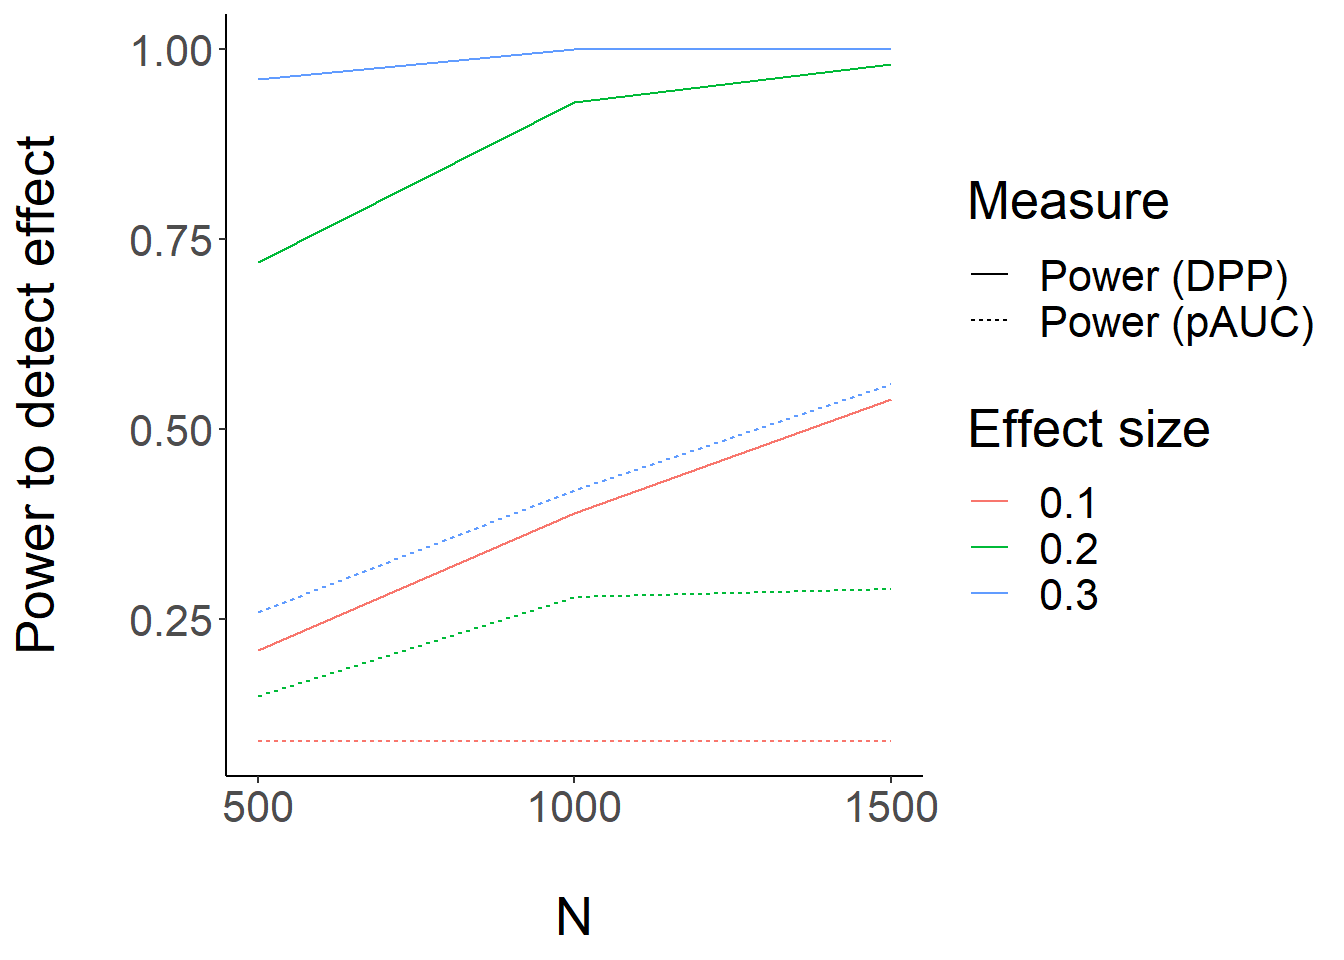 Power to detect effect
1.00
0.75
0.50
0.25
500 1000 1500
N
Measure
Power (DPP)
Power (pAUC)
Effect size
0.1
0.2
0.3